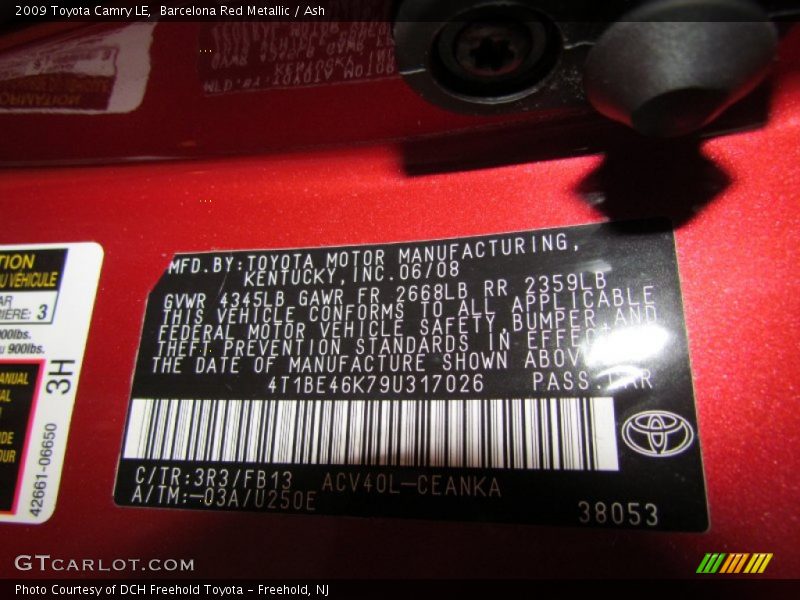 2009 Toyota Camry LE, Barcelona Red Metallic / Ash
MFD.BY:TOYOTA MOTOR MANUFACTURING,
KENTUCKY,INC.06/08
GVWR 4345LB GAWR FR 2668LB RR 2359LB
THIS VEHICLE CONFORMS TO ALL APPLICABLE
FEDERAL MOTOR VEHICLE SAFETY,BUMPER,AND
THEFT PREVENTION STANDARDS IN EFFECT
THE DATE OF MANUFACTURE SHOWN ABOVE
4T1BE46K79U317026 PASS.CAR
C/TR:3R3/FB13 ACV40L-CEANKA
A/TM:-03A/U250E
38053
VÉHICULE
3
900lbs.
3H
42661-06650
GTCARLOT.COM
Photo Courtesy of DCH Freehold Toyota - Freehold, NJ